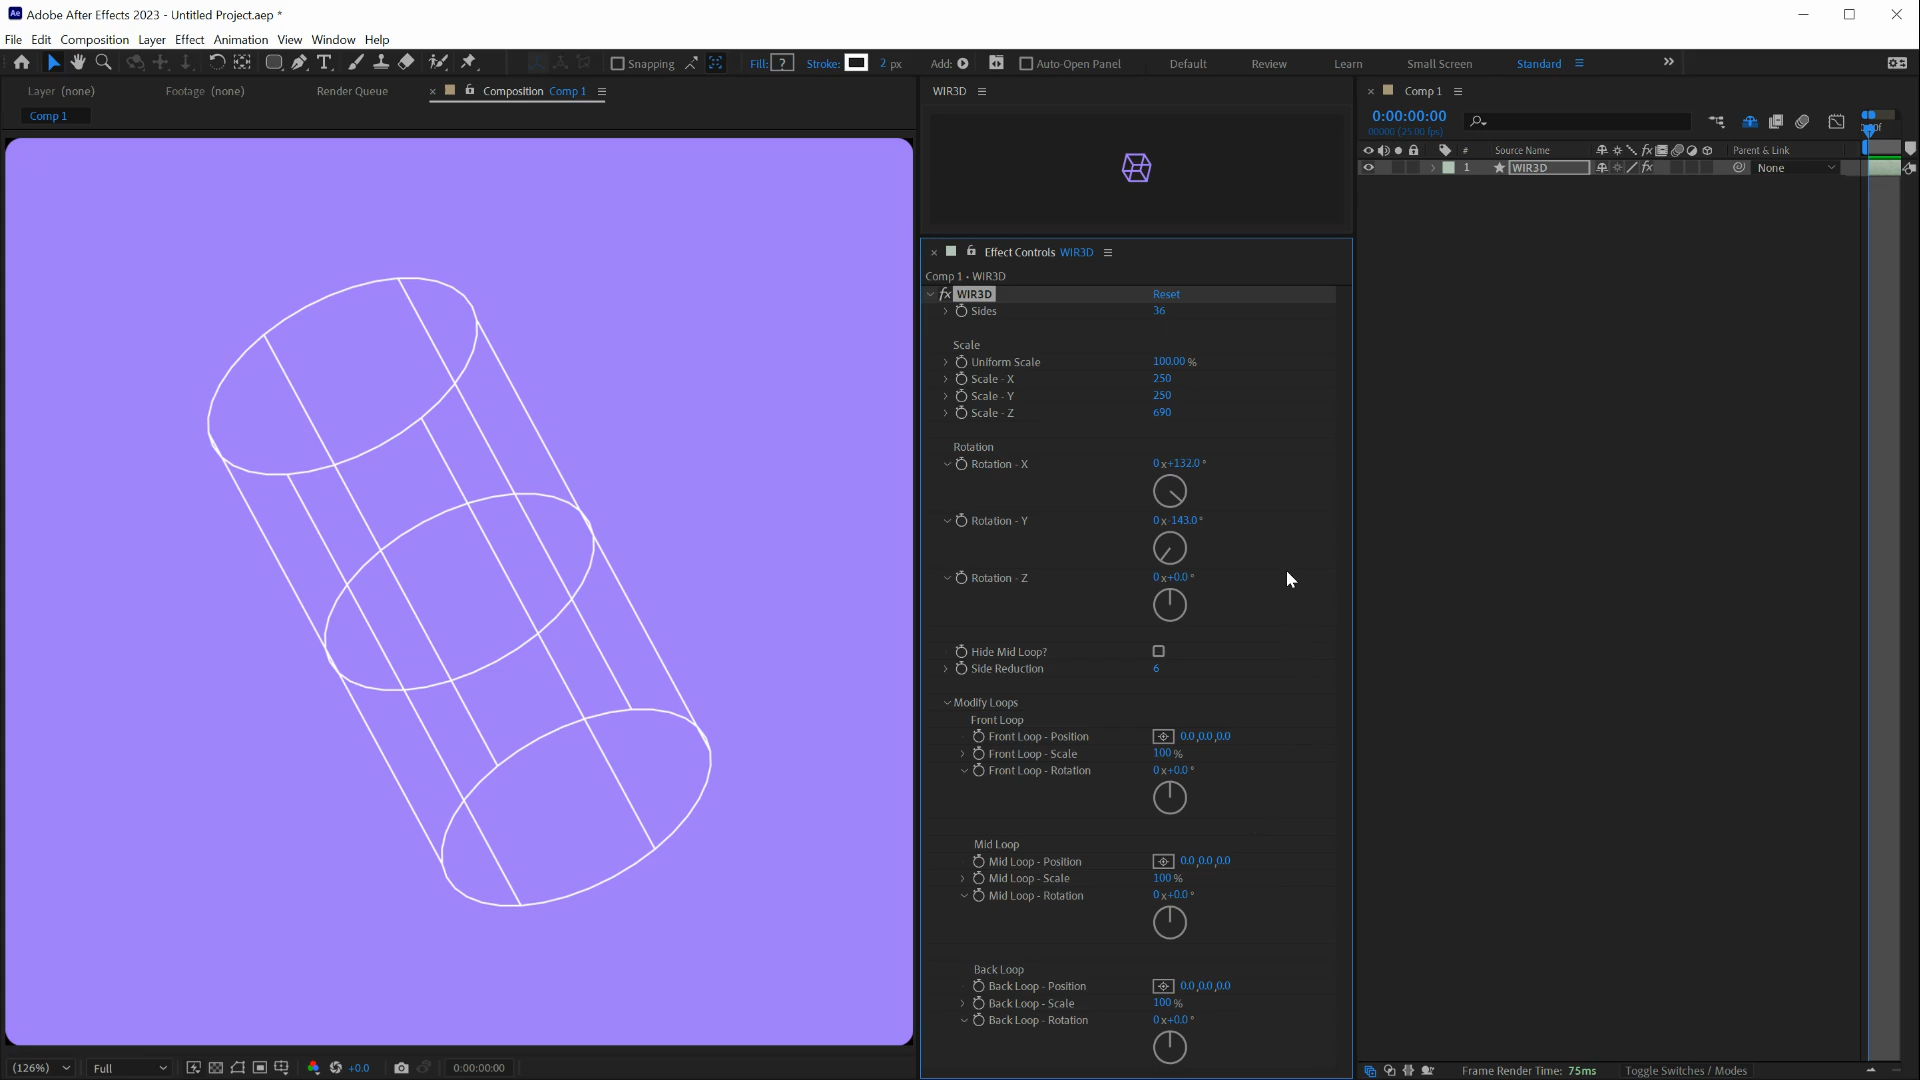 Ae Adobe After Effects 2023 - Untitled Project.aep *
File Edit Composition Layer Effect Animation View Window Help
Snapping Fill: ? Stroke: 2 px Add: Auto-Open Panel Default Review Learn Small Screen Standard
Layer (none) Footage (none) Render Queue Composition Comp 1
Comp 1
WIR3D
Effect Controls WIR3D
Comp 1 • WIR3D
fx WIR3D Reset
Sides 36
Scale
Uniform Scale 100.00 %
Scale - X 250
Scale - Y 250
Scale - Z 690
Rotation
Rotation - X 0x+132.0°
Rotation - Y 0x-143.0°
Rotation - Z 0x+0.0°
Hide Mid Loop?
Side Reduction 6
Modify Loops
Front Loop
Front Loop - Position 0.0,0.0,0.0
Front Loop - Scale 100 %
Front Loop - Rotation 0x+0.0°
Mid Loop
Mid Loop - Position 0.0,0.0,0.0
Mid Loop - Scale 100 %
Mid Loop - Rotation 0x+0.0°
Back Loop
Back Loop - Position 0.0,0.0,0.0
Back Loop - Scale 100 %
Back Loop - Rotation 0x+0.0°
Comp 1
0:00:00:00
00000 (25.00 fps)
# Source Name fx Parent & Link
1 WIR3D fx None
(126%) Full +0.0 0:00:00:00
Frame Render Time: 75ms Toggle Switches / Modes